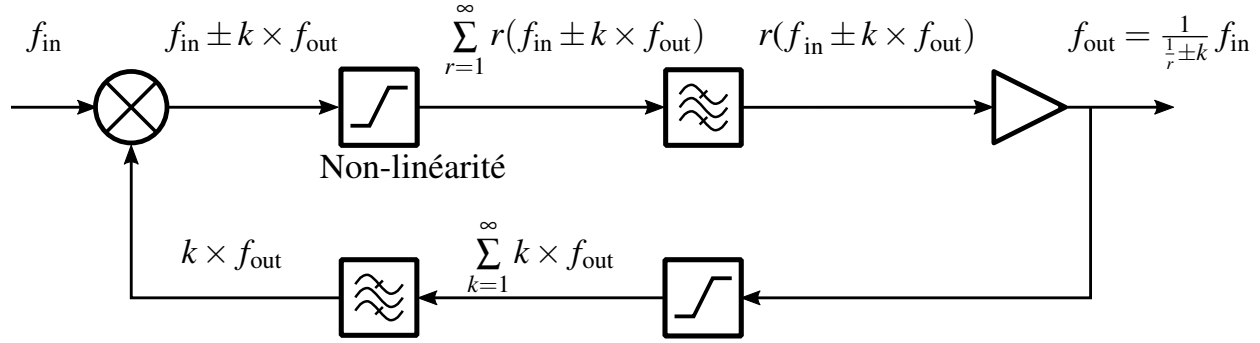 f_in
f_in ± k × f_out
∞ ∑ r=1 r(f_in ± k × f_out)
r(f_in ± k × f_out)
f_out = 1/(1/r ± k) f_in
Non-linéarité
k × f_out
∞ ∑ k=1 k × f_out